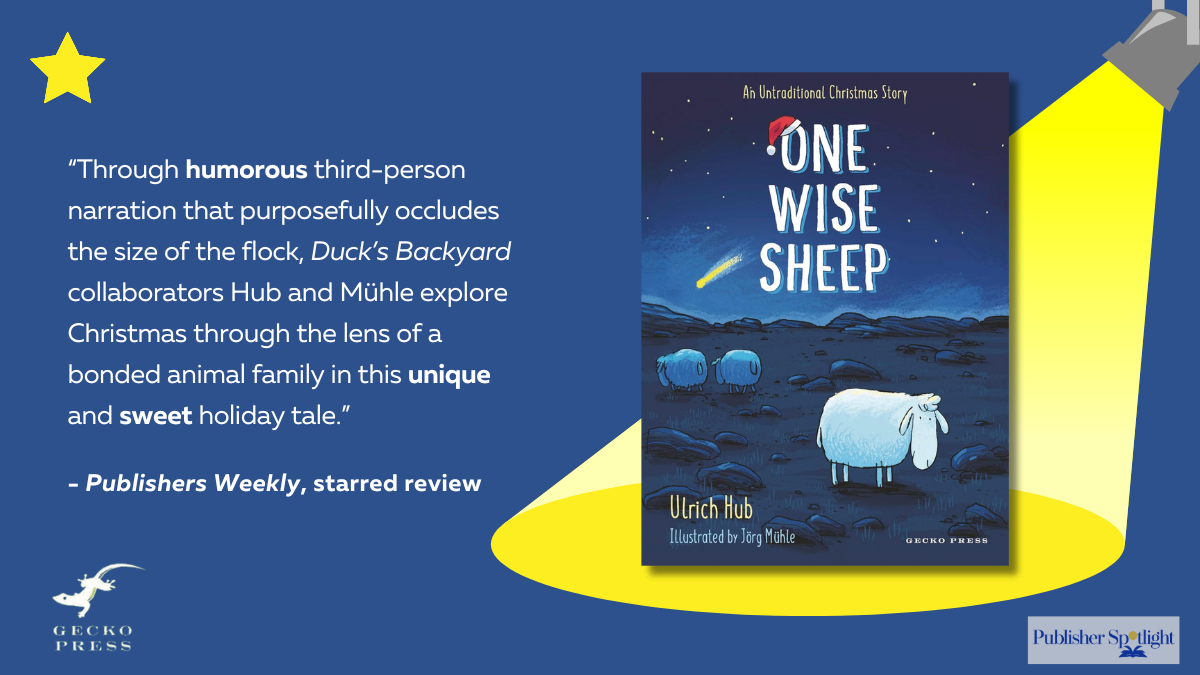 “Through humorous third-person
narration that purposefully occludes
the size of the flock, Duck’s Backyard
collaborators Hub and Mühle explore
Christmas through the lens of a
bonded animal family in this unique
and sweet holiday tale.”
– Publishers Weekly, starred review
GECKO
PRESS
An Untraditional Christmas Story
ONE
WISE
SHEEP
Ulrich Hub
Illustrated by Jörg Mühle
GECKO PRESS
Publisher Spotlight